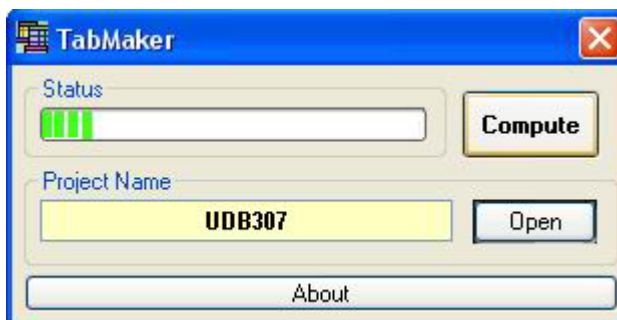 TabMaker
Status
Compute
Project Name
UDB307
Open
About